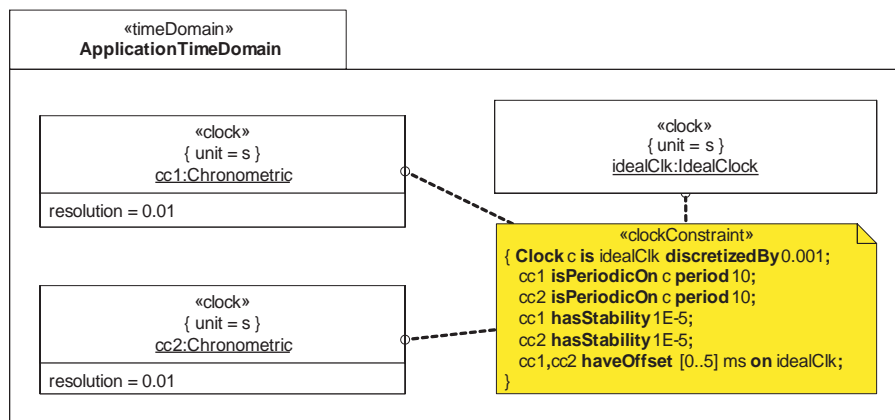 «timeDomain»
ApplicationTimeDomain
«clock»
{ unit = s }
cc1:Chronometric
resolution = 0.01
«clock»
{ unit = s }
idealClk:IdealClock
«clock»
{ unit = s }
cc2:Chronometric
resolution = 0.01
«clockConstraint»
{ Clock c is idealClk discretizedBy 0.001;
cc1 isPeriodicOn c period 10;
cc2 isPeriodicOn c period 10;
cc1 hasStability 1E-5;
cc2 hasStability 1E-5;
cc1,cc2 haveOffset [0..5] ms on idealClk;
}